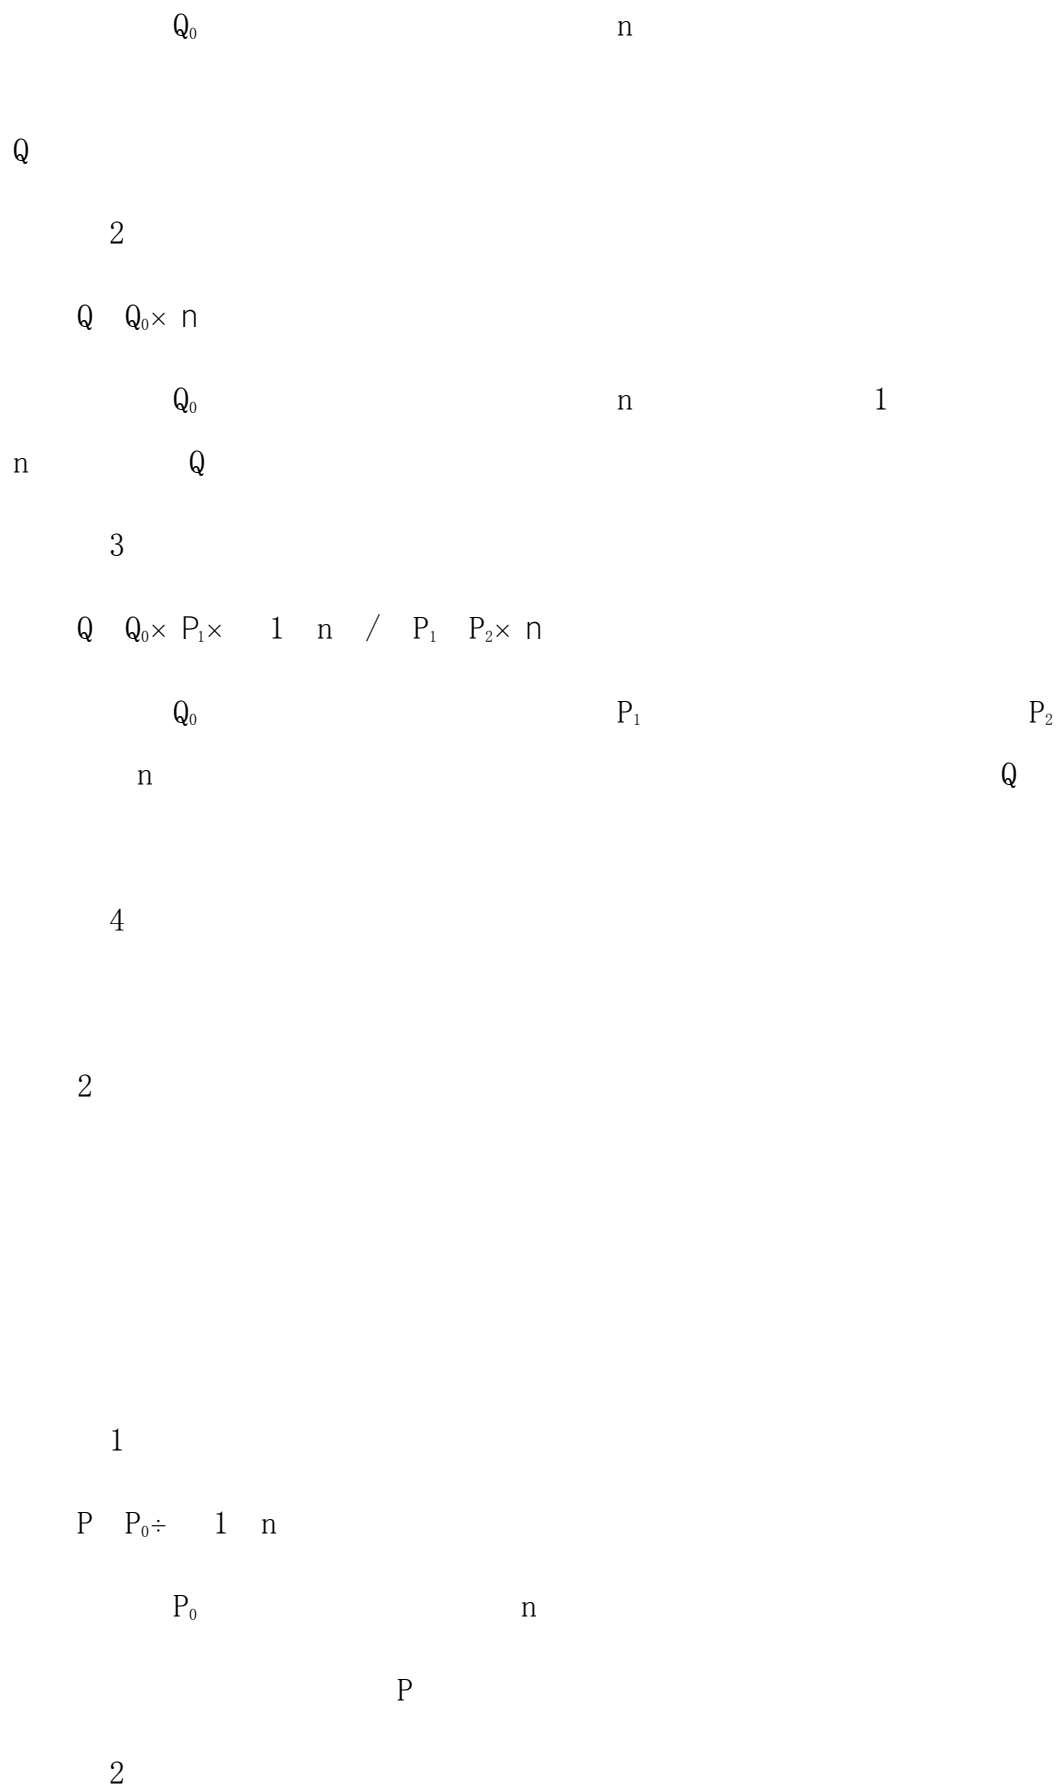 Q₀ n
Q
2
Q Q₀× n
Q₀ n 1
n Q
3
Q Q₀× P₁× 1 n / P₁ P₂× n
Q₀ P₁ P₂
n Q
4
2
1
P P₀÷ 1 n
P₀ n
P
2